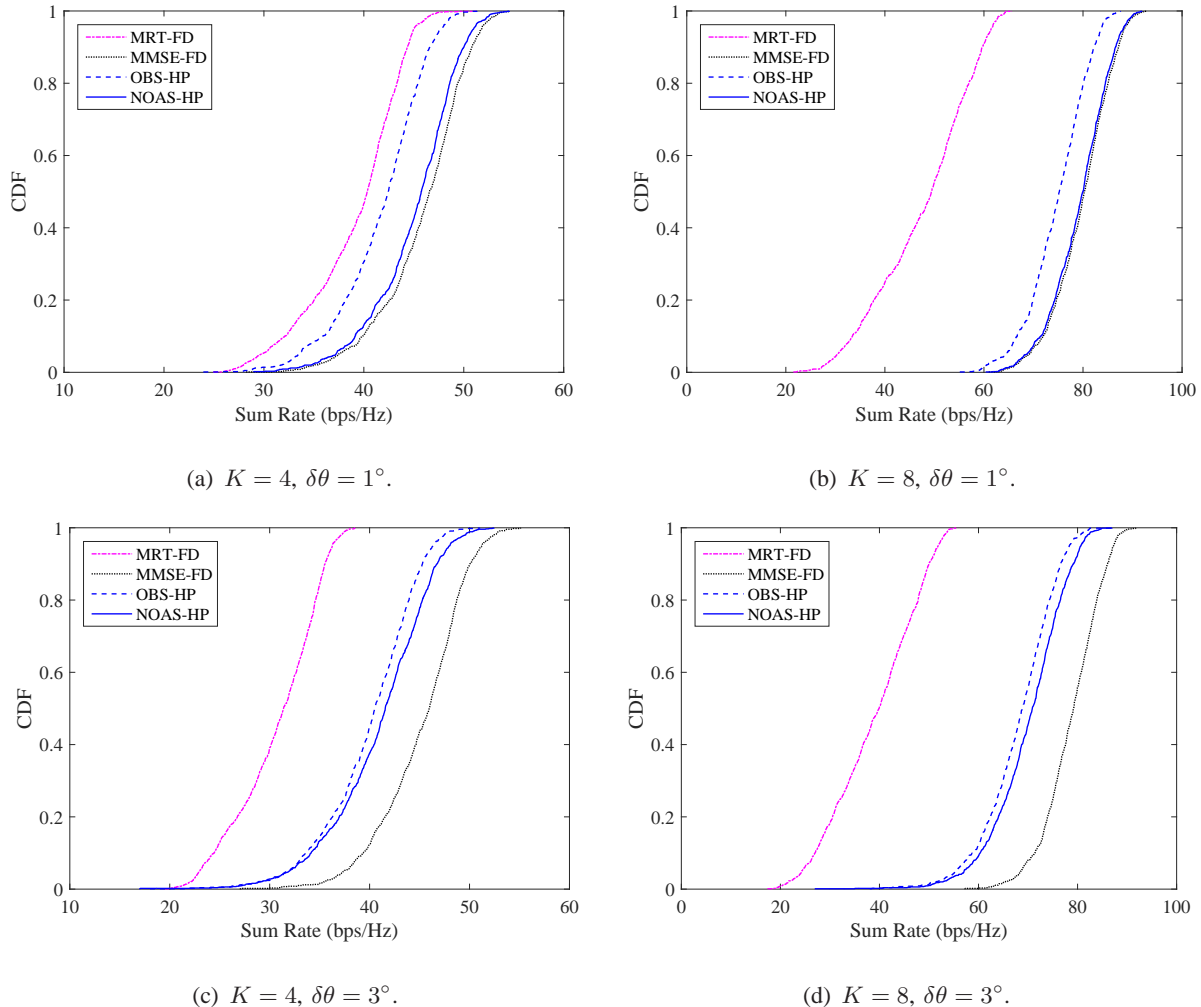 1
0.8
0.6
0.4
0.2
0
CDF
MRT-FD
MMSE-FD
OBS-HP
NOAS-HP
10 20 30 40 50 60
Sum Rate (bps/Hz)
(a) K = 4, δθ = 1°.
1
0.8
0.6
0.4
0.2
0
CDF
MRT-FD
MMSE-FD
OBS-HP
NOAS-HP
0 20 40 60 80 100
Sum Rate (bps/Hz)
(b) K = 8, δθ = 1°.
1
0.8
0.6
0.4
0.2
0
CDF
MRT-FD
MMSE-FD
OBS-HP
NOAS-HP
10 20 30 40 50 60
Sum Rate (bps/Hz)
(c) K = 4, δθ = 3°.
1
0.8
0.6
0.4
0.2
0
CDF
MRT-FD
MMSE-FD
OBS-HP
NOAS-HP
0 20 40 60 80 100
Sum Rate (bps/Hz)
(d) K = 8, δθ = 3°.